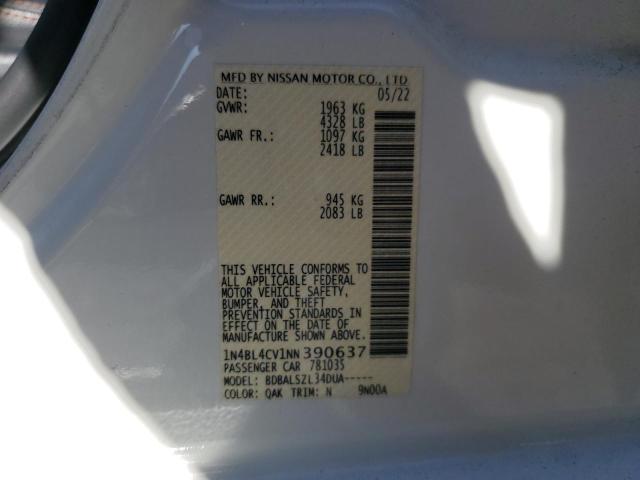 MFD BY NISSAN MOTOR CO., LTD
DATE: 05/22
GVWR: 1963 KG
4328 LB
GAWR FR.: 1097 KG
2418 LB
GAWR RR.: 945 KG
2083 LB
THIS VEHICLE CONFORMS TO
ALL APPLICABLE FEDERAL
MOTOR VEHICLE SAFETY,
BUMPER, AND THEFT
PREVENTION STANDARDS IN
EFFECT ON THE DATE OF
MANUFACTURE SHOWN ABOVE.
1N4BL4CV1NN390637
PASSENGER CAR 781035
MODEL: BDBALSZL34DUA-----
COLOR: QAK TRIM: N 9N00A